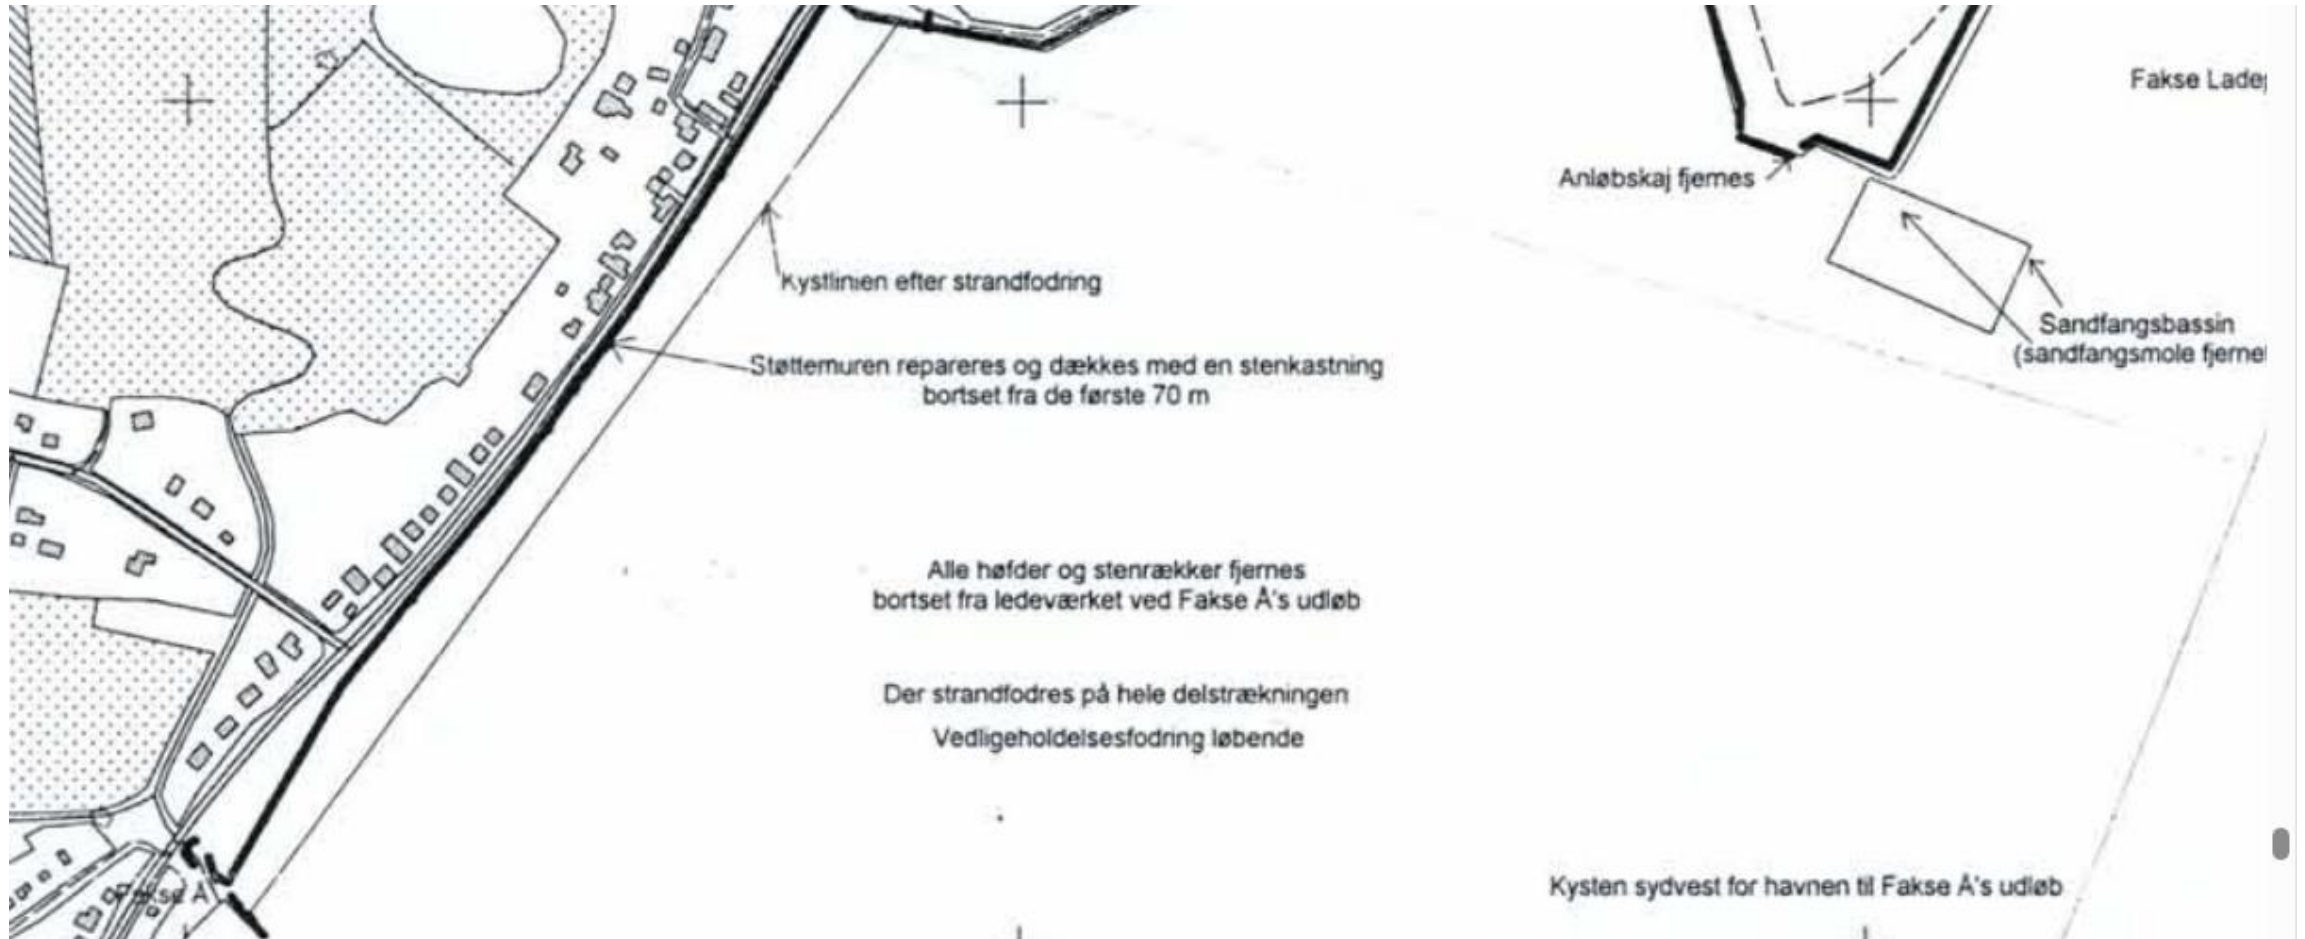 Fakse Lade
Anløbskaj fjernes
Kystlinien efter strandfodring
Sandfangsbassin
(sandfangsmole fjerne
Støttemuren repareres og dækkes med en stenkastning
bortset fra de første 70 m
Alle høfder og stenrækker fjernes
bortset fra ledeværket ved Fakse Å's udløb
Der strandfodres på hele delstrækningen
Vedligeholdelsesfodring løbende
Kysten sydvest for havnen til Fakse Å's udløb
Fakse Å